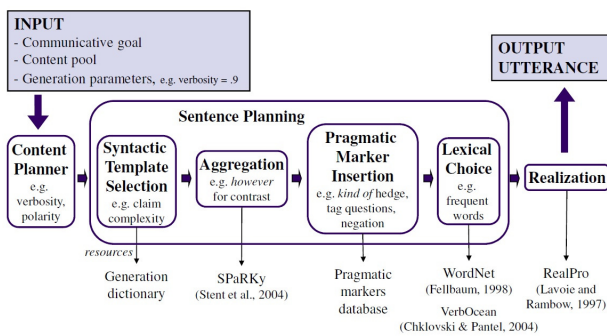 INPUT
- Communicative goal
- Content pool
- Generation parameters, e.g. verbosity = .9
OUTPUT
UTTERANCE
Sentence Planning
Content
Planner
e.g.
verbosity,
polarity
Syntactic
Template
Selection
e.g. claim
complexity
Aggregation
e.g. however
for contrast
Pragmatic
Marker
Insertion
e.g. kind of hedge,
tag questions,
negation
Lexical
Choice
e.g.
frequent
words
Realization
resources
Generation
dictionary
SPaRKy
(Stent et al., 2004)
Pragmatic
markers
database
WordNet
(Fellbaum, 1998)
VerbOcean
(Chklovski & Pantel, 2004)
RealPro
(Lavoie and
Rambow, 1997)